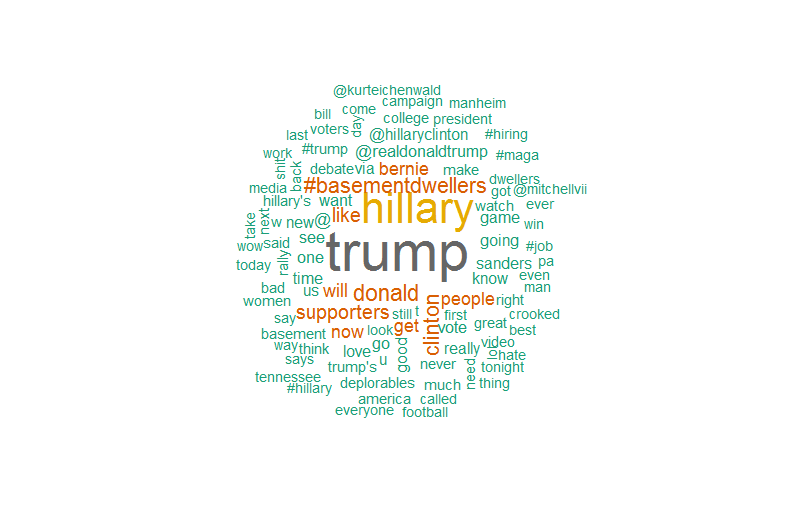 @kurteichenwald
campaign manheim
bill come
college president
last voters day @hillaryclinton #hiring
work #trump @realdonaldtrump #maga
shit back debate via bernie make
media #basementdwellers dwellers
got @mitchellvii
hillary's want hillary watch ever
take next w new @ like game win
wow said see trump going #job
today rally one sanders pa
bad time know even
women us will donald people right man
say supporters still t clinton first crooked
basement now look get vote great best
way think love go good really video
says u never need lol hate
tennessee trump's tonight
#hillary deplorables much thing
america called
everyone football